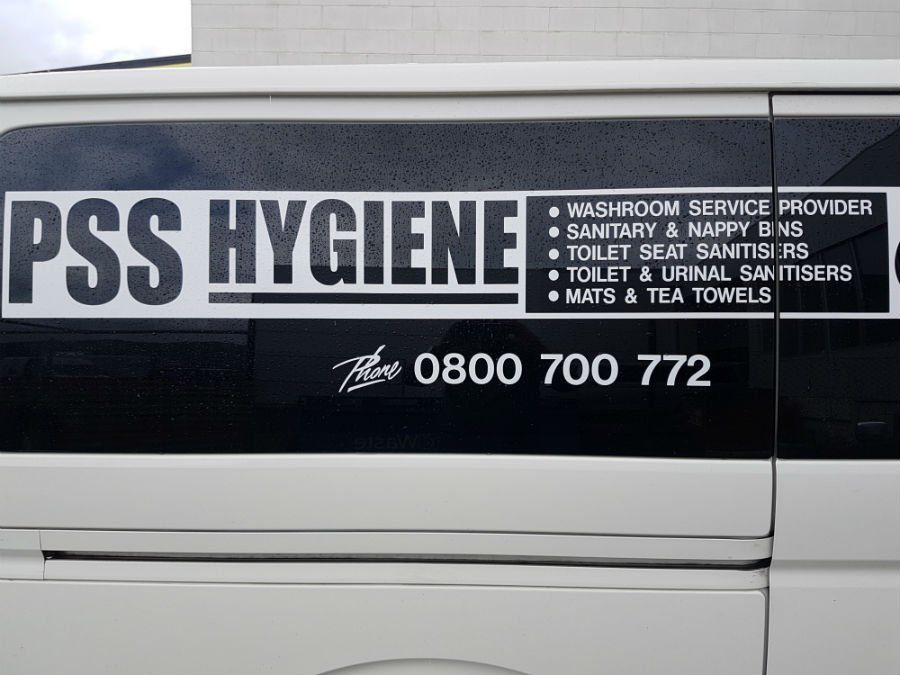 PSS HYGIENE
• WASHROOM SERVICE PROVIDER
• SANITARY & NAPPY BINS
• TOILET SEAT SANITISERS
• TOILET & URINAL SANITISERS
• MATS & TEA TOWELS
Phone 0800 700 772
Waste